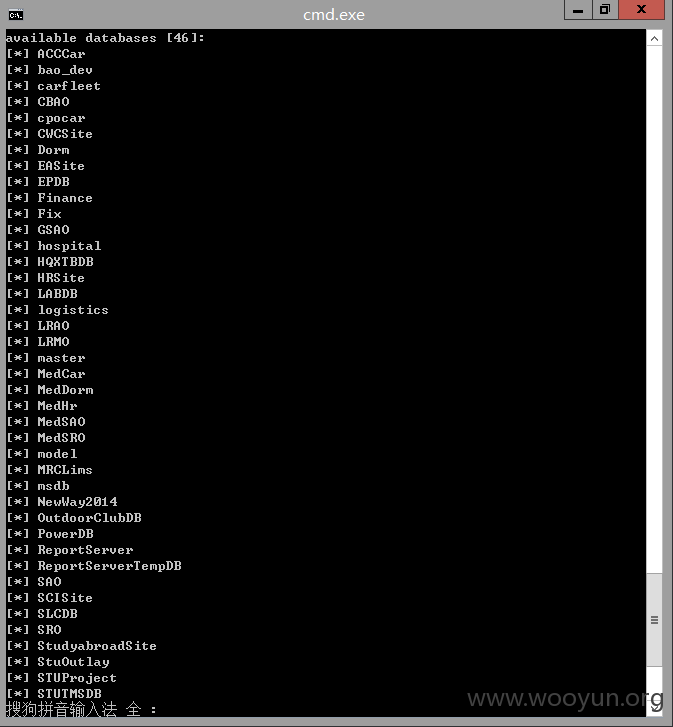 cmd.exe
available databases [46]:
[*] ACCCar
[*] bao_dev
[*] carfleet
[*] CBAO
[*] cpocar
[*] CWCSite
[*] Dorm
[*] EASite
[*] EPDB
[*] Finance
[*] Fix
[*] GSAO
[*] hospital
[*] HQXTBDB
[*] HRSite
[*] LABDB
[*] logistics
[*] LRAO
[*] LRMO
[*] master
[*] MedCar
[*] MedDorm
[*] MedHr
[*] MedSAO
[*] MedSRO
[*] model
[*] MRCLims
[*] msdb
[*] NewWay2014
[*] OutdoorClubDB
[*] PowerDB
[*] ReportServer
[*] ReportServerTempDB
[*] SAO
[*] SCISite
[*] SLCDB
[*] SRO
[*] StudyabroadSite
[*] StuOutlay
[*] STUProject
[*] STUTMSDB
搜狗拼音输入法 全 :
www.wooyun.org